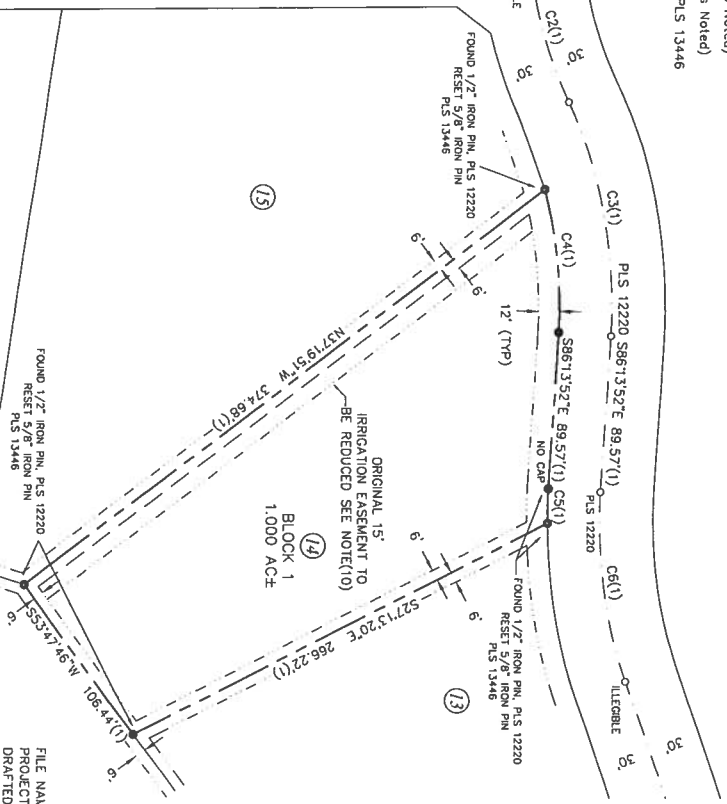 Noted)
s Noted)
PLS 13446
LE
C2(1)
30'
30'
FOUND 1/2" IRON PIN, PLS 12220
RESET 5/8" IRON PIN
PLS 13446
C3(1)
C4(1)
PLS 12220
S86°13'52"E 89.57'(1)
S86°13'52"E 89.57'(1)
NO CAP
C5(1)
PLS 12220
C6(1)
ILLEGIBLE
30'
30'
12' (TYP)
6'
6'
15
N37°19'51"W 374.68'(1)
ORIGINAL 15'
IRRIGATION EASEMENT TO
BE REDUCED SEE NOTE(10)
14
BLOCK 1
1.000 AC±
6'
6'
S27°13'20"E 266.22'(1)
FOUND 1/2" IRON PIN, PLS 12220
RESET 5/8" IRON PIN
PLS 13446
13
FOUND 1/2" IRON PIN, PLS 12220
RESET 5/8" IRON PIN
PLS 13446
6'
S53°47'46"W 106.44'(1)
6'
FILE NAM
PROJECT
DRAFTED